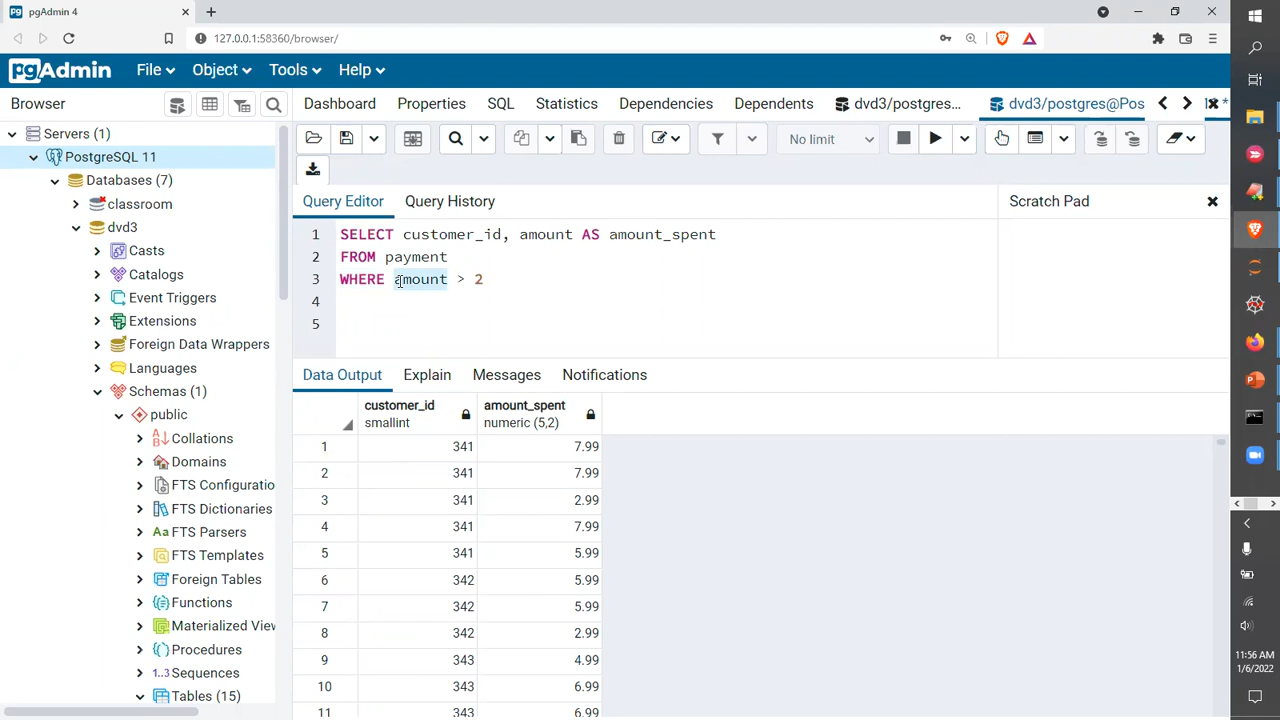 pgAdmin 4
127.0.0.1:58360/browser/
pgAdmin File Object Tools Help
Browser
Dashboard Properties SQL Statistics Dependencies Dependents dvd3/postgres... dvd3/postgres@Pos *
No limit
Servers (1)
PostgreSQL 11
Databases (7)
classroom
dvd3
Casts
Catalogs
Event Triggers
Extensions
Foreign Data Wrappers
Languages
Schemas (1)
public
Collations
Domains
FTS Configuratio
FTS Dictionaries
Aa FTS Parsers
FTS Templates
Foreign Tables
Functions
Materialized View
Procedures
1..3 Sequences
Tables (15)
Query Editor Query History
Scratch Pad
1 SELECT customer_id, amount AS amount_spent
2 FROM payment
3 WHERE amount > 2
4
5
Data Output Explain Messages Notifications
customer_id amount_spent
smallint numeric (5,2)
1 341 7.99
2 341 7.99
3 341 2.99
4 341 7.99
5 341 5.99
6 342 5.99
7 342 5.99
8 342 2.99
9 343 4.99
10 343 6.99
11 343 6.99
11:56 AM
1/6/2022